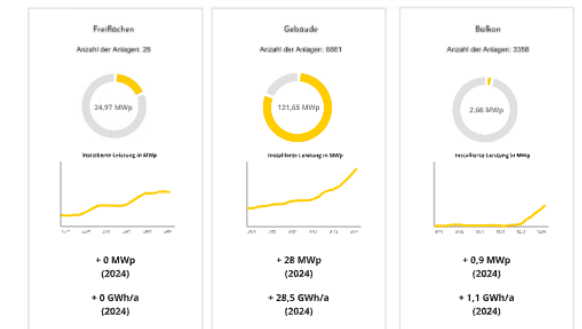 Freiflächen
Anzahl der Anlagen: 28
24,97 MWp
Installierte Leistung in MWp
+ 0 MWp
(2024)
+ 0 GWh/a
(2024)
Gebäude
Anzahl der Anlagen: 6661
121,65 MWp
Installierte Leistung in MWp
+ 28 MWp
(2024)
+ 28,5 GWh/a
(2024)
Balkon
Anzahl der Anlagen: 3358
2,66 MWp
Installierte Leistung in MWp
+ 0,9 MWp
(2024)
+ 1,1 GWh/a
(2024)